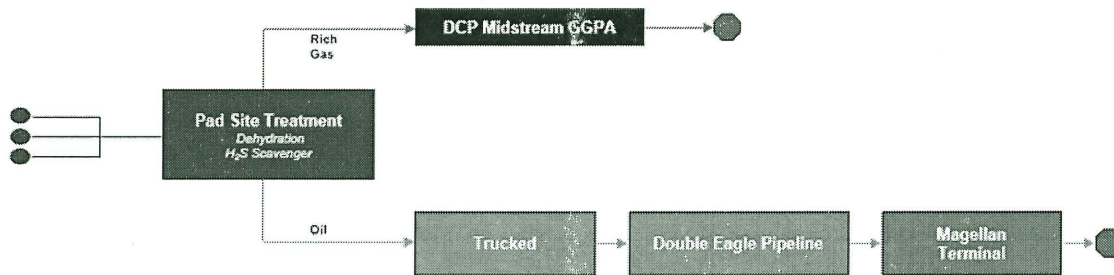 DCP Midstream GGPA
Rich
Gas
Pad Site Treatment
Dehydration
H₂S Scavenger
Oil
Trucked
Double Eagle Pipeline
Magellan
Terminal